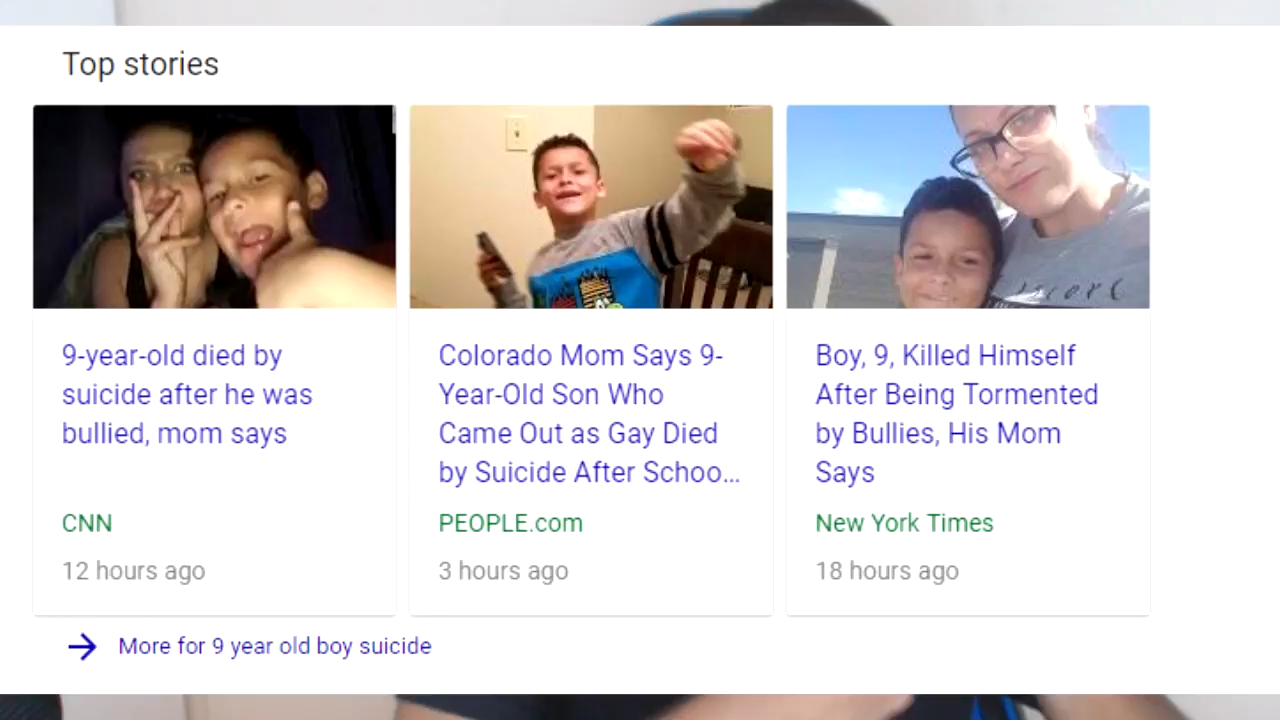 Top stories
9-year-old died by
suicide after he was
bullied, mom says
CNN
12 hours ago
Colorado Mom Says 9-
Year-Old Son Who
Came Out as Gay Died
by Suicide After Schoo...
PEOPLE.com
3 hours ago
Boy, 9, Killed Himself
After Being Tormented
by Bullies, His Mom
Says
New York Times
18 hours ago
More for 9 year old boy suicide